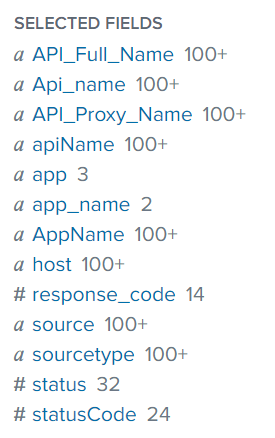 SELECTED FIELDS
a API_Full_Name 100+
a Api_name 100+
a API_Proxy_Name 100+
a apiName 100+
a app 3
a app_name 2
a AppName 100+
a host 100+
# response_code 14
a source 100+
a sourcetype 100+
# status 32
# statusCode 24